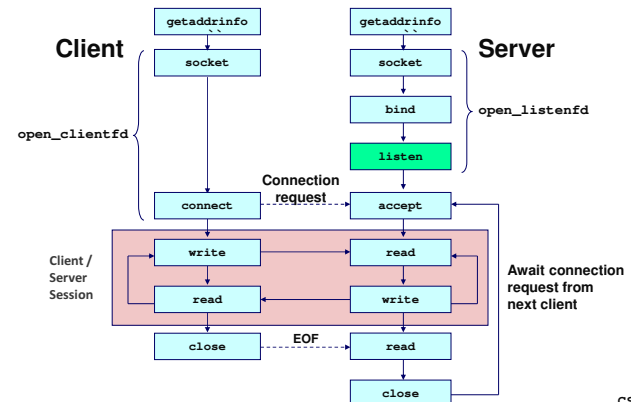 getaddrinfo
getaddrinfo
Client
Server
socket
socket
bind
open_clientfd
open_listenfd
listen
Connection
request
connect
accept
Client /
Server
Session
write
read
Await connection
request from
next client
read
write
close
EOF
read
close